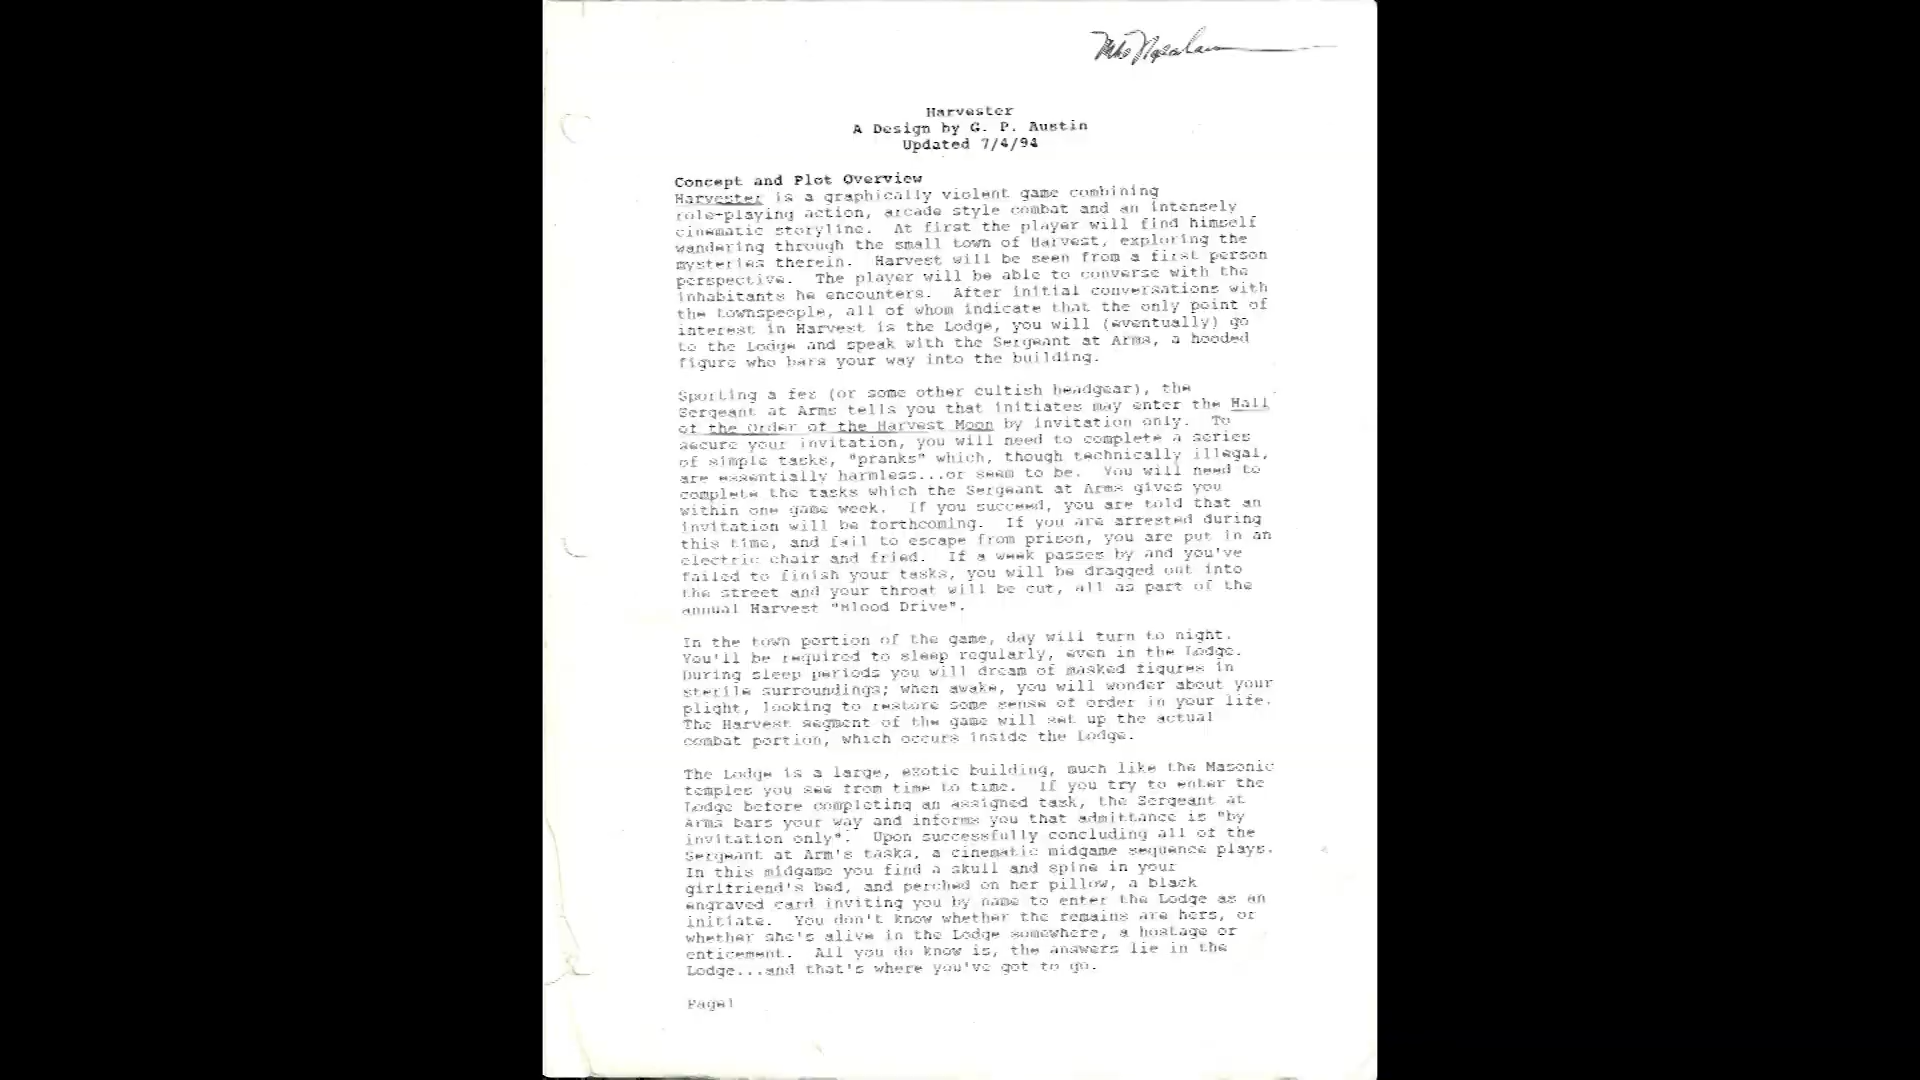 Harvester
A Design by G. P. Austin
Updated 7/4/94
Concept and Plot Overview
Harvester is a graphically violent game combining
role-playing action, arcade style combat and an intensely
cinematic storyline.  At first the player will find himself
wandering through the small town of Harvest, exploring the
mysteries therein.  Harvest will be seen from a first person
perspective.  The player will be able to converse with the
inhabitants he encounters.  After initial conversations with
the townspeople, all of whom indicate that the only point of
interest in Harvest is the Lodge, you will (eventually) go
to the Lodge and speak with the Sergeant at Arms, a hooded
figure who bars your way into the building.
Sporting a fez (or some other cultish headgear), the
Sergeant at Arms tells you that initiates may enter the Hall
of the Order of the Harvest Moon by invitation only.  To
secure your invitation, you will need to complete a series
of simple tasks, "pranks" which, though technically illegal,
are essentially harmless...or seem to be.  You will need to
complete the tasks which the Sergeant at Arms gives you
within one game week.  If you succeed, you are told that an
invitation will be forthcoming.  If you are arrested during
this time, and fail to escape from prison, you are put in an
electric chair and fried.  If a week passes by and you've
failed to finish your tasks, you will be dragged out into
the street and your throat will be cut, all as part of the
annual Harvest "Blood Drive".
In the town portion of the game, day will turn to night.
You'll be required to sleep regularly, even in the Lodge.
During sleep periods you will dream of masked figures in
sterile surroundings; when awake, you will wonder about your
plight, looking to restore some sense of order in your life.
The Harvest segment of the game will set up the actual
combat portion, which occurs inside the Lodge.
The Lodge is a large, exotic building, much like the Masonic
temples you see from time to time.  If you try to enter the
Lodge before completing an assigned task, the Sergeant at
Arms bars your way and informs you that admittance is "by
invitation only".  Upon successfully concluding all of the
Sergeant at Arm's tasks, a cinematic midgame sequence plays.
In this midgame you find a skull and spine in your
girlfriend's bed, and perched on her pillow, a black
engraved card inviting you by name to enter the Lodge as an
initiate.  You don't know whether the remains are hers, or
whether she's alive in the Lodge somewhere, a hostage or
enticement.  All you do know is, the answers lie in the
Lodge...and that's where you've got to go.
Page1